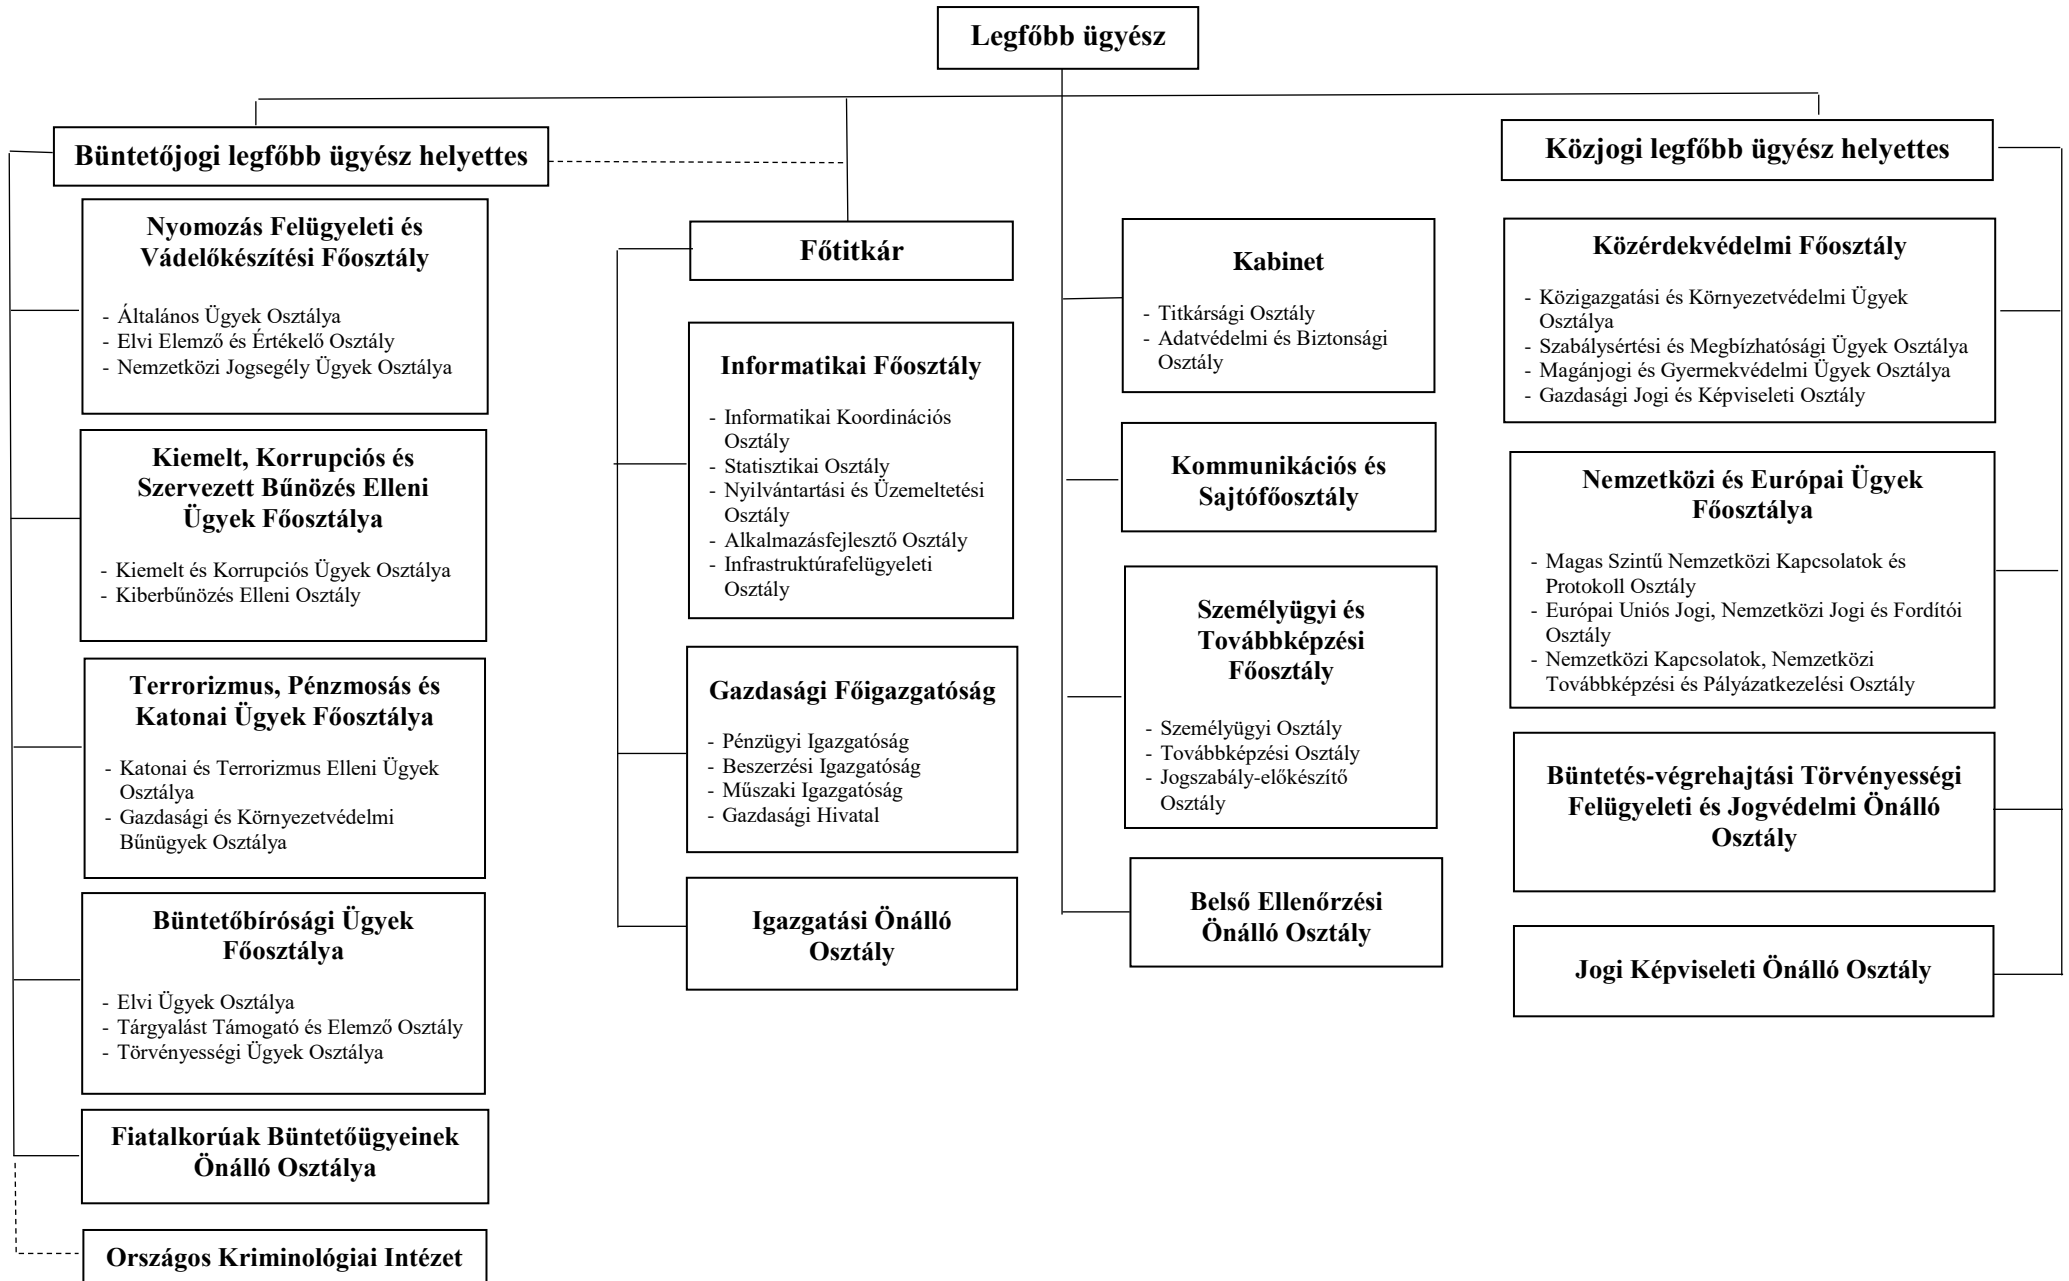 Legfőbb ügyész
Büntetőjogi legfőbb ügyész helyettes
Nyomozás Felügyeleti és
Vádelőkészítési Főosztály
- Általános Ügyek Osztálya
- Elvi Elemző és Értékelő Osztály
- Nemzetközi Jogsegély Ügyek Osztálya
Kiemelt, Korrupciós és
Szervezett Bűnözés Elleni
Ügyek Főosztálya
- Kiemelt és Korrupciós Ügyek Osztálya
- Kiberbűnözés Elleni Osztály
Terrorizmus, Pénzmosás és
Katonai Ügyek Főosztálya
- Katonai és Terrorizmus Elleni Ügyek
Osztálya
- Gazdasági és Környezetvédelmi
Bűnügyek Osztálya
Büntetőbírósági Ügyek
Főosztálya
- Elvi Ügyek Osztálya
- Tárgyalást Támogató és Elemző Osztály
- Törvényességi Ügyek Osztálya
Fiatalkorúak Büntetőügyeinek
Önálló Osztálya
Országos Kriminológiai Intézet
Főtitkár
Informatikai Főosztály
- Informatikai Koordinációs
Osztály
- Statisztikai Osztály
- Nyilvántartási és Üzemeltetési
Osztály
- Alkalmazásfejlesztő Osztály
- Infrastruktúrafelügyeleti
Osztály
Gazdasági Főigazgatóság
- Pénzügyi Igazgatóság
- Beszerzési Igazgatóság
- Műszaki Igazgatóság
- Gazdasági Hivatal
Igazgatási Önálló
Osztály
Kabinet
- Titkársági Osztály
- Adatvédelmi és Biztonsági
Osztály
Kommunikációs és
Sajtófőosztály
Személyügyi és
Továbbképzési
Főosztály
- Személyügyi Osztály
- Továbbképzési Osztály
- Jogszabály-előkészítő
Osztály
Belső Ellenőrzési
Önálló Osztály
Közjogi legfőbb ügyész helyettes
Közérdekvédelmi Főosztály
- Közigazgatási és Környezetvédelmi Ügyek
Osztálya
- Szabálysértési és Megbízhatósági Ügyek Osztálya
- Magánjogi és Gyermekvédelmi Ügyek Osztálya
- Gazdasági Jogi és Képviseleti Osztály
Nemzetközi és Európai Ügyek
Főosztálya
- Magas Szintű Nemzetközi Kapcsolatok és
Protokoll Osztály
- Európai Uniós Jogi, Nemzetközi Jogi és Fordítói
Osztály
- Nemzetközi Kapcsolatok, Nemzetközi
Továbbképzési és Pályázatkezelési Osztály
Büntetés-végrehajtási Törvényességi
Felügyeleti és Jogvédelmi Önálló
Osztály
Jogi Képviseleti Önálló Osztály